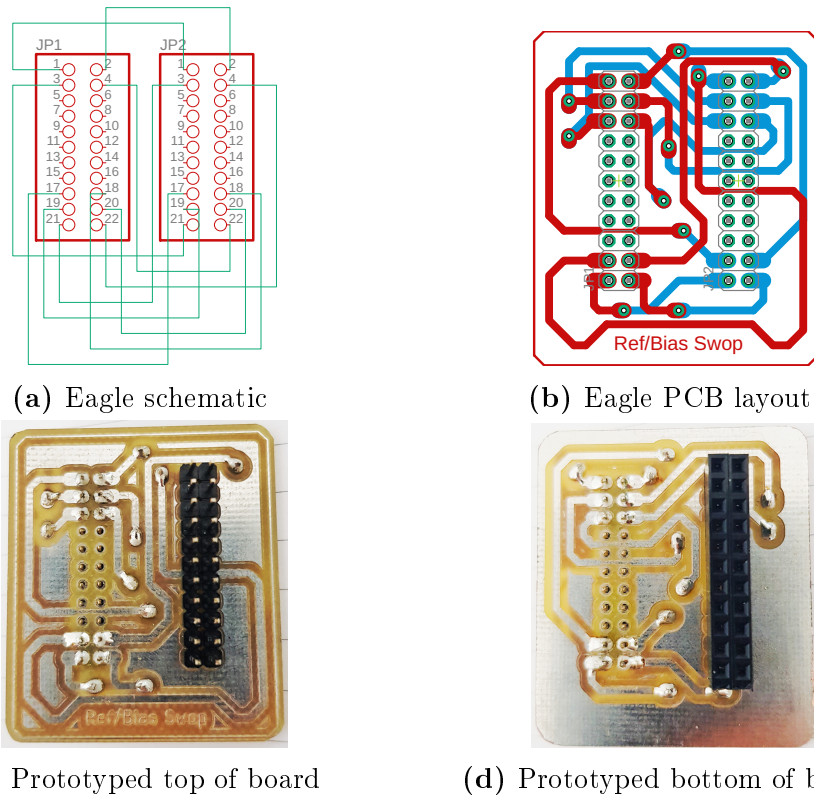 JP1 JP2
1 2 1 2
3 4 3 4
5 6 5 6
7 8 7 8
9 10 9 10
11 12 11 12
13 14 13 14
15 16 15 16
17 18 17 18
19 20 19 20
21 22 21 22
JP1 JP2
Ref/Bias Swop
(a) Eagle schematic
(b) Eagle PCB layout
Ref/Bias Swop
Prototyped top of board
(d) Prototyped bottom of b